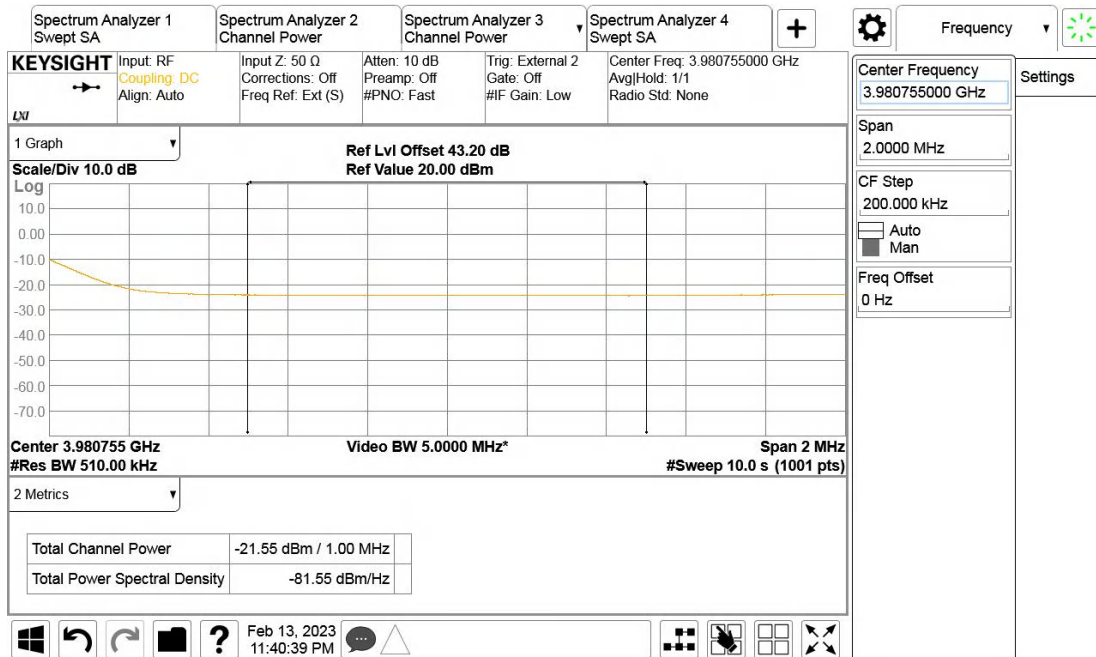 Spectrum Analyzer 1
Swept SA
Spectrum Analyzer 2
Channel Power
Spectrum Analyzer 3
Channel Power
Spectrum Analyzer 4
Swept SA
+
Frequency
KEYSIGHT
LXI
Input: RF
Coupling: DC
Align: Auto
Input Z: 50 Ω
Corrections: Off
Freq Ref: Ext (S)
Atten: 10 dB
Preamp: Off
#PNO: Fast
Trig: External 2
Gate: Off
#IF Gain: Low
Center Freq: 3.980755000 GHz
Avg|Hold: 1/1
Radio Std: None
Center Frequency
3.980755000 GHz
Settings
Span
2.0000 MHz
CF Step
200.000 kHz
Auto
Man
Freq Offset
0 Hz
1 Graph
Scale/Div 10.0 dB
Ref Lvl Offset 43.20 dB
Ref Value 20.00 dBm
Log
10.0
0.00
-10.0
-20.0
-30.0
-40.0
-50.0
-60.0
-70.0
Center 3.980755 GHz
#Res BW 510.00 kHz
Video BW 5.0000 MHz*
Span 2 MHz
#Sweep 10.0 s (1001 pts)
2 Metrics
Total Channel Power -21.55 dBm / 1.00 MHz
Total Power Spectral Density -81.55 dBm/Hz
?
Feb 13, 2023
11:40:39 PM